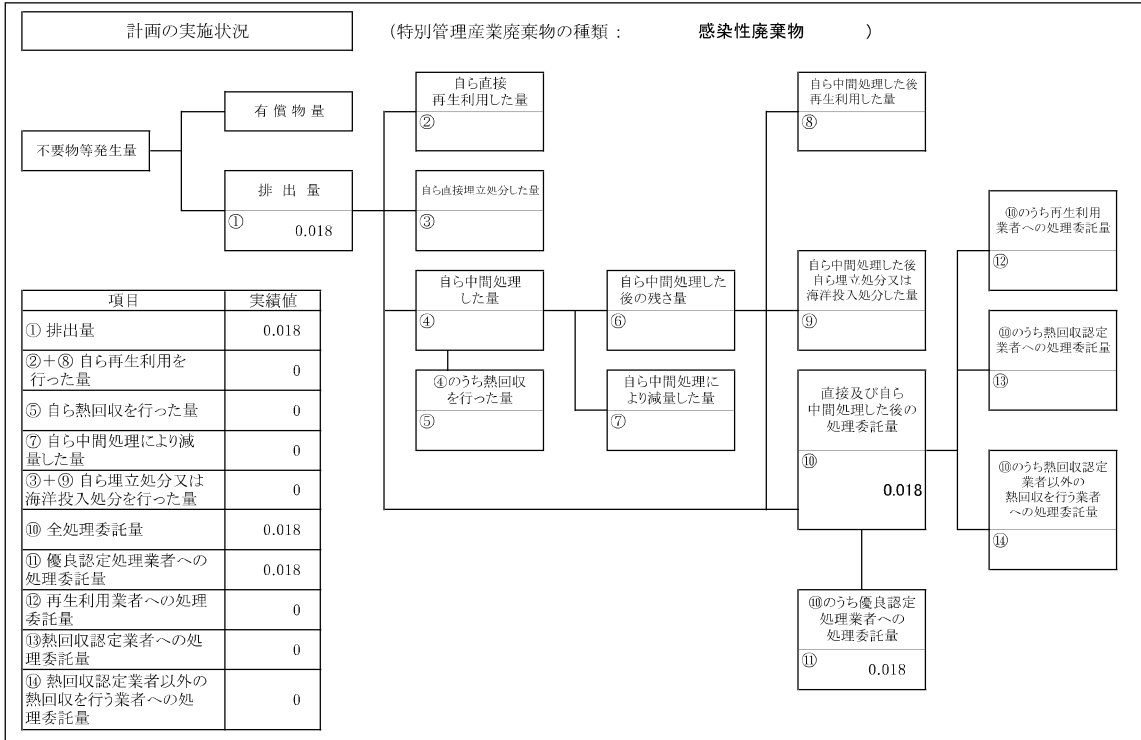 計画の実施状況
(特別管理産業廃棄物の種類： 感染性廃棄物 )
不要物等発生量
有償物量
排出量
①
0.018
自ら直接
再生利用した量
②
自ら直接埋立処分した量
③
自ら中間処理
した量
④
④のうち熱回収
を行った量
⑤
自ら中間処理した
後の残さ量
⑥
自ら中間処理に
より減量した量
⑦
自ら中間処理した後
再生利用した量
⑧
自ら中間処理した後
自ら埋立処分又は
海洋投入処分した量
⑨
直接及び自ら
中間処理した後の
処理委託量
⑩
0.018
⑩のうち優良認定
処理業者への
処理委託量
⑪
0.018
⑩のうち再生利用
業者への処理委託量
⑫
⑩のうち熱回収認定
業者への処理委託量
⑬
⑩のうち熱回収認定
業者以外の
熱回収を行う業者
への処理委託量
⑭
項目 実績値
① 排出量 0.018
②＋⑧ 自ら再生利用を
行った量 0
⑤ 自ら熱回収を行った量 0
⑦ 自ら中間処理により減
量した量 0
③＋⑨ 自ら埋立処分又は
海洋投入処分を行った量 0
⑩ 全処理委託量 0.018
⑪ 優良認定処理業者への
処理委託量 0.018
⑫ 再生利用業者への処理
委託量 0
⑬熱回収認定業者への処
理委託量 0
⑭ 熱回収認定業者以外の
熱回収を行う業者への処
理委託量 0